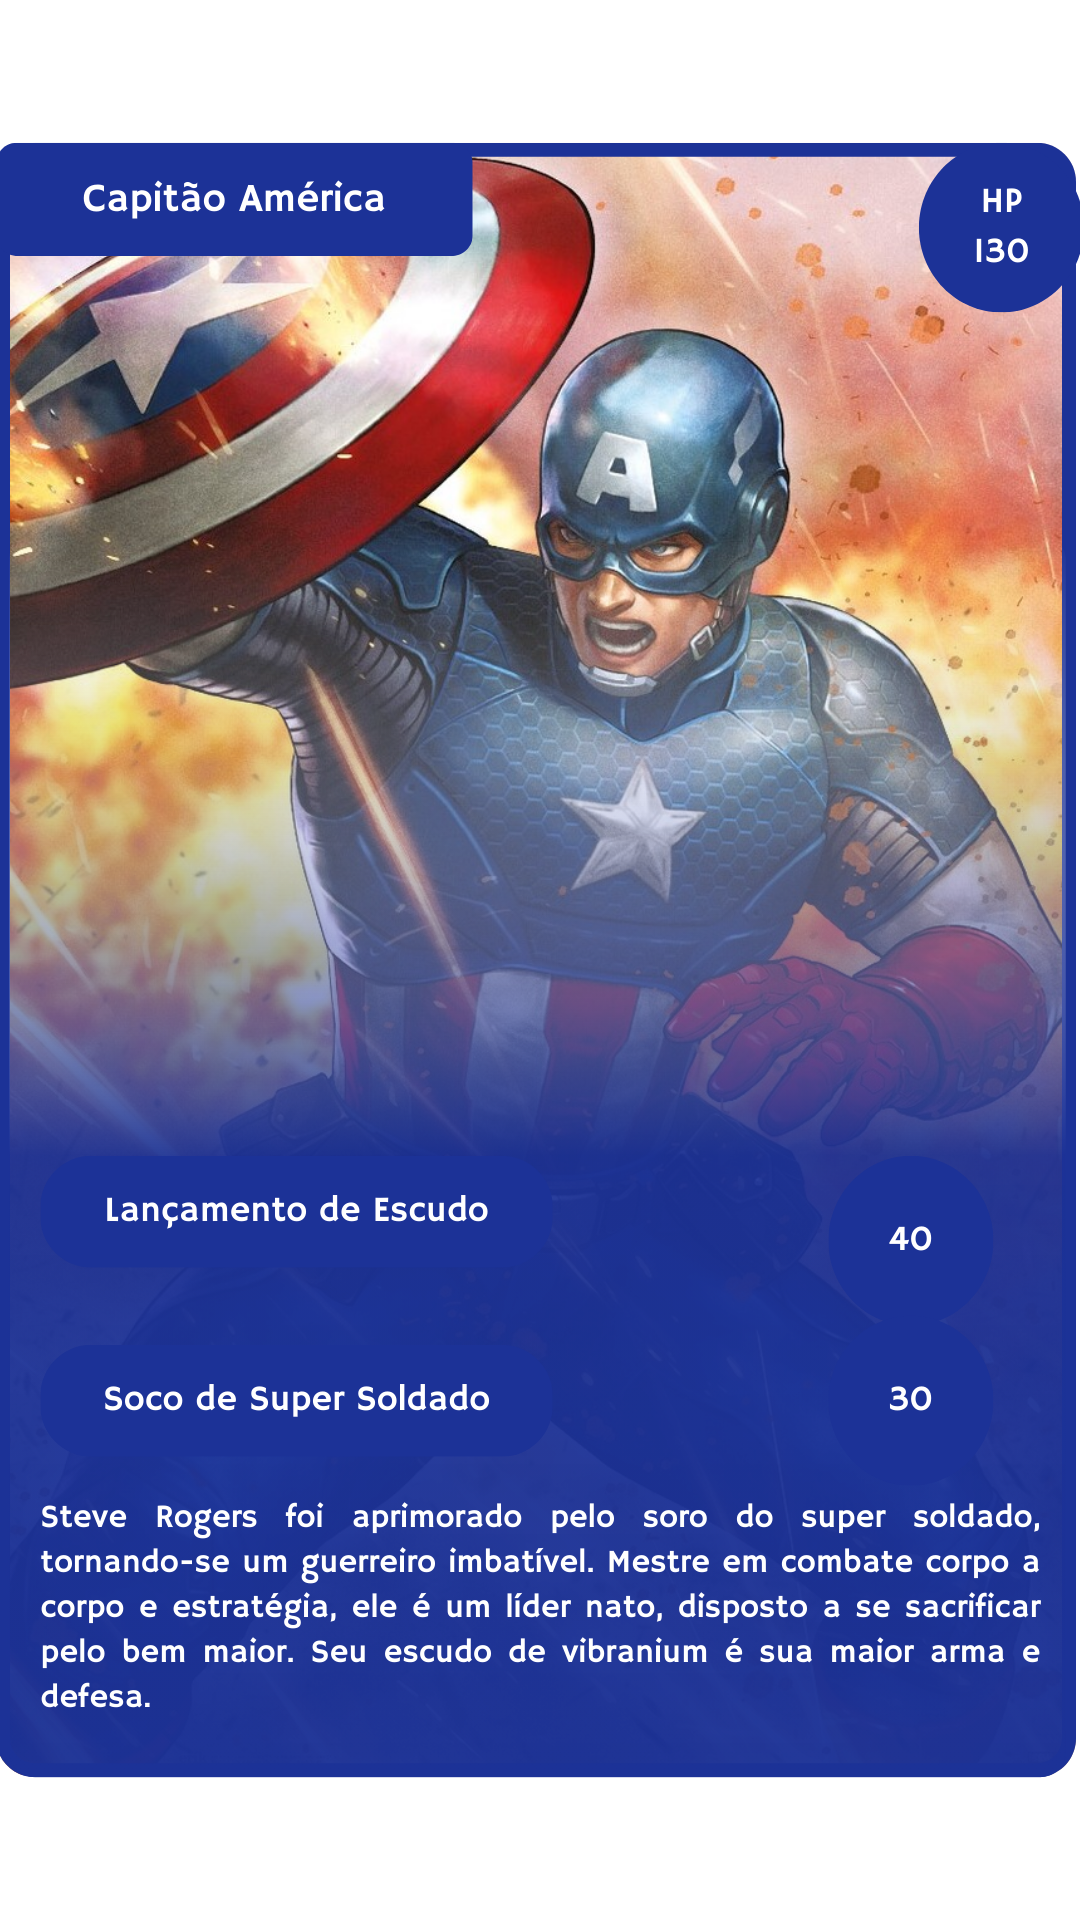 Capitão América
HP
130
A
Lançamento de Escudo
40
Soco de Super Soldado
30
Steve Rogers foi aprimorado pelo soro do super soldado,
tornando-se um guerreiro imbatível. Mestre em combate corpo a
corpo e estratégia, ele é um líder nato, disposto a se sacrificar
pelo bem maior. Seu escudo de vibranium é sua maior arma e
defesa.